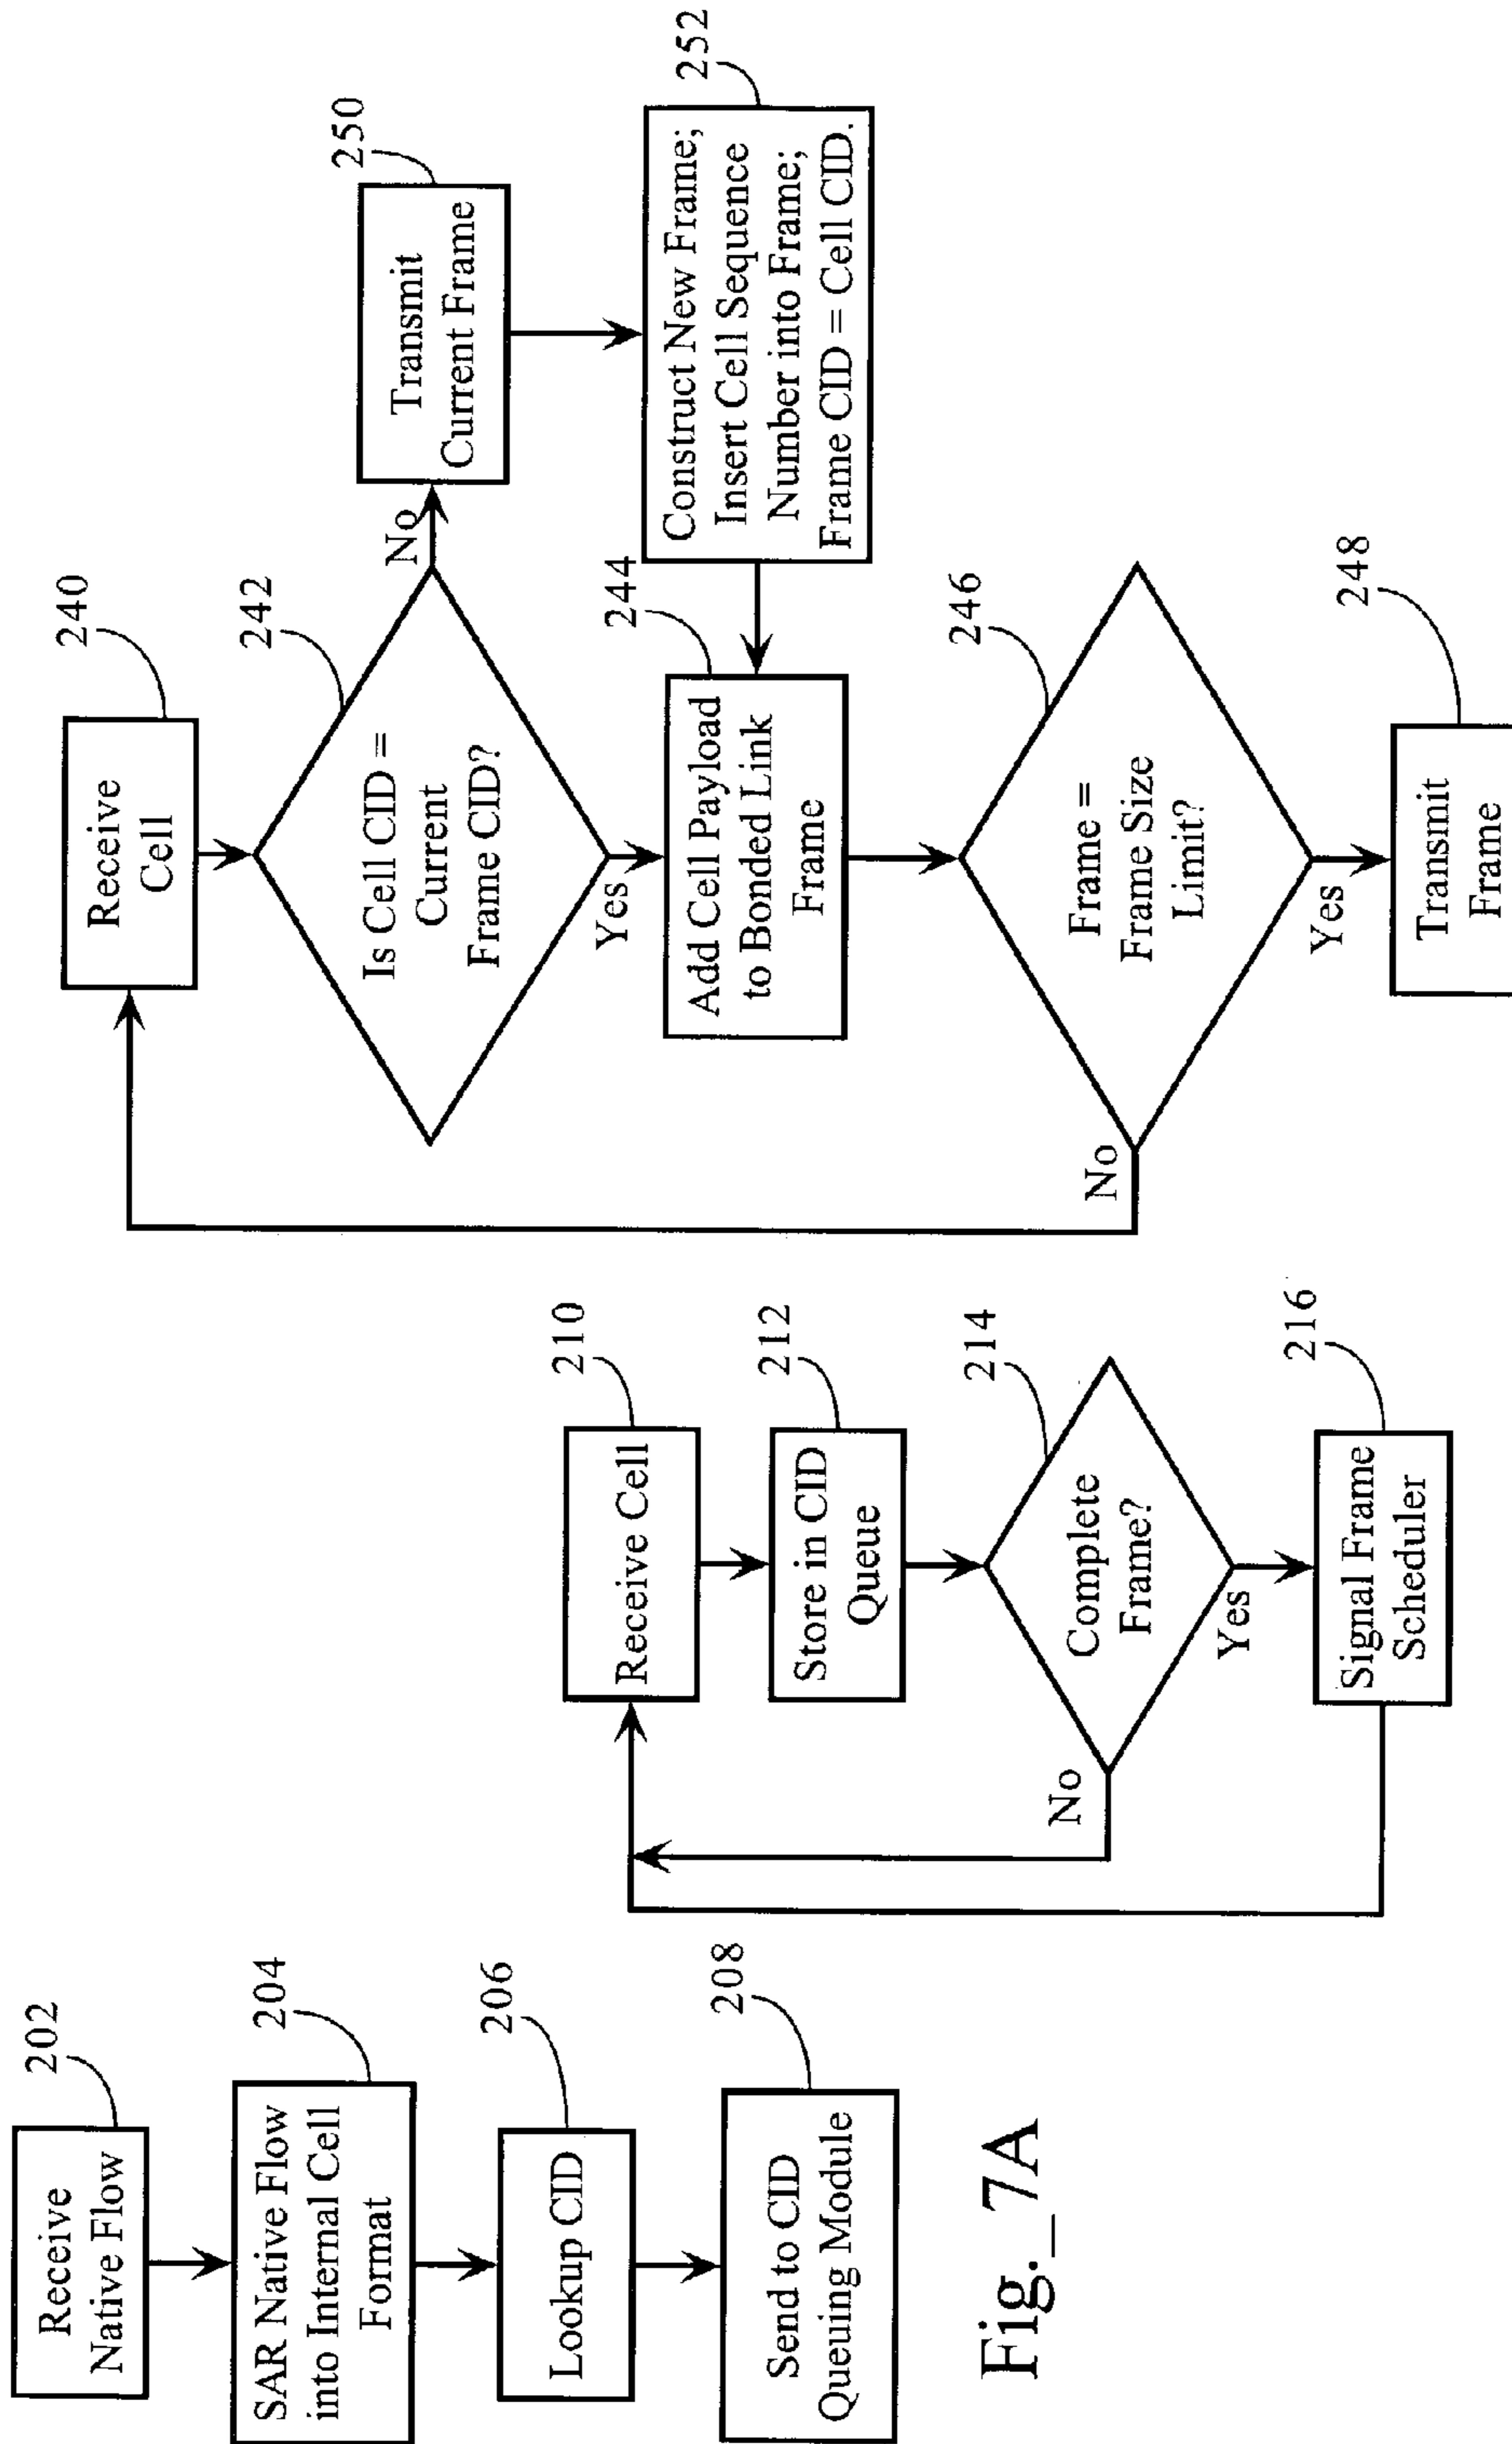 202
Receive
Native Flow
204
SAR Native Flow
into Internal Cell
Format
206
Lookup CID
208
Send to CID
Queuing Module
Fig._7A
210
Receive Cell
212
Store in CID
Queue
214
Complete
Frame?
No
Yes
216
Signal Frame
Scheduler
240
Receive
Cell
242
Is Cell CID =
Current
Frame CID?
No
Yes
250
Transmit
Current Frame
252
Construct New Frame;
Insert Cell Sequence
Number into Frame;
Frame CID = Cell CID.
244
Add Cell Payload
to Bonded Link
Frame
246
Frame =
Frame Size
Limit?
No
Yes
248
Transmit
Frame